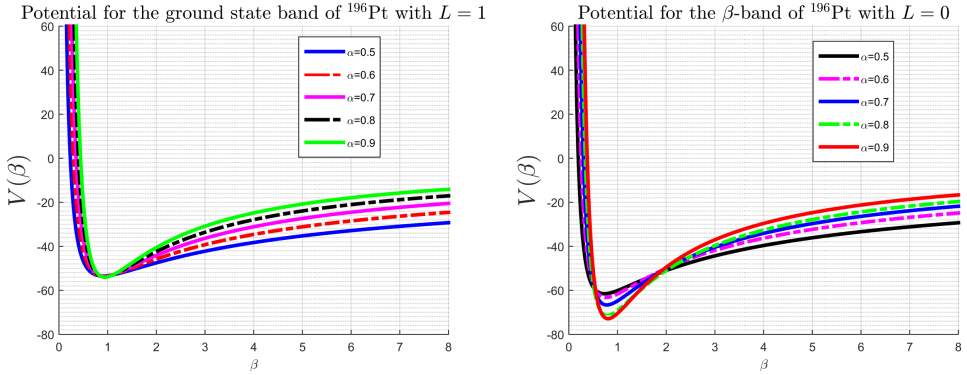 Potential for the ground state band of ¹⁹⁶Pt with L = 1
60
40
20
0
-20
-40
-60
-80
V(β)
α=0.5
α=0.6
α=0.7
α=0.8
α=0.9
0 1 2 3 4 5 6 7 8
β
Potential for the β-band of ¹⁹⁶Pt with L = 0
60
40
20
0
-20
-40
-60
-80
V(β)
α=0.5
α=0.6
α=0.7
α=0.8
α=0.9
0 1 2 3 4 5 6 7 8
β